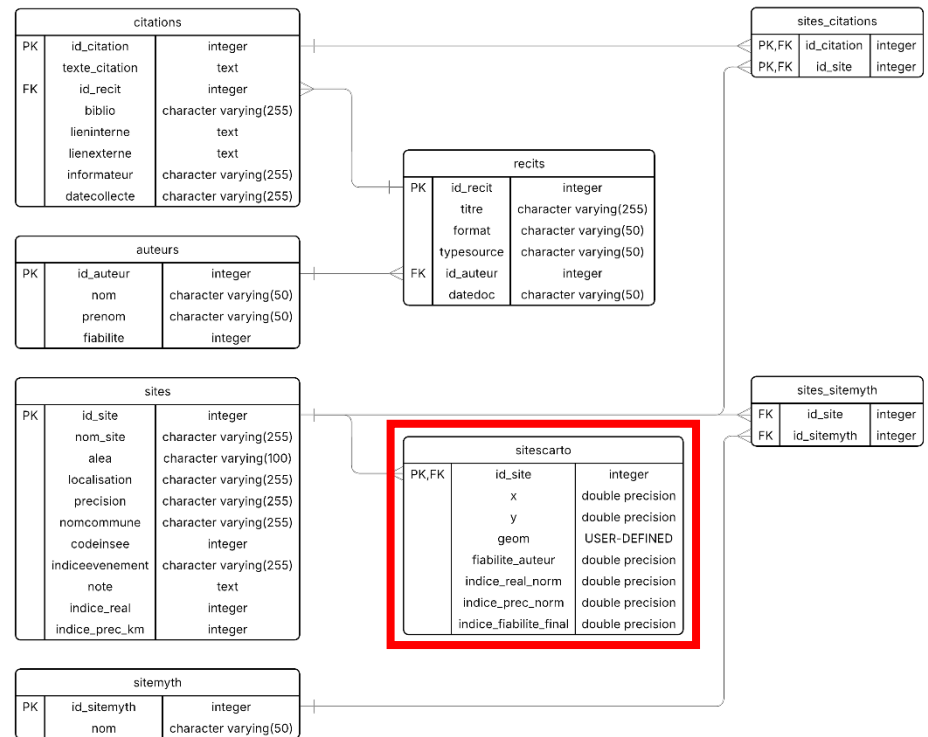 citations
PK id_citation integer
texte_citation text
FK id_recit integer
biblio character varying(255)
lieninterne text
lienexterne text
informateur character varying(255)
datecollecte character varying(255)
sites_citations
PK,FK id_citation integer
PK,FK id_site integer
recits
PK id_recit integer
titre character varying(255)
format character varying(50)
typesource character varying(50)
FK id_auteur integer
datedoc character varying(50)
auteurs
PK id_auteur integer
nom character varying(50)
prenom character varying(50)
fiabilite integer
sites
PK id_site integer
nom_site character varying(255)
alea character varying(100)
localisation character varying(255)
precision character varying(255)
nomcommune character varying(255)
codeinsee integer
indiceevenement character varying(255)
note text
indice_real integer
indice_prec_km integer
sites_sitemyth
FK id_site integer
FK id_sitemyth integer
sitescarto
PK,FK id_site integer
x double precision
y double precision
geom USER-DEFINED
fiabilite_auteur double precision
indice_real_norm double precision
indice_prec_norm double precision
indice_fiabilite_final double precision
sitemyth
PK id_sitemyth integer
nom character varying(50)